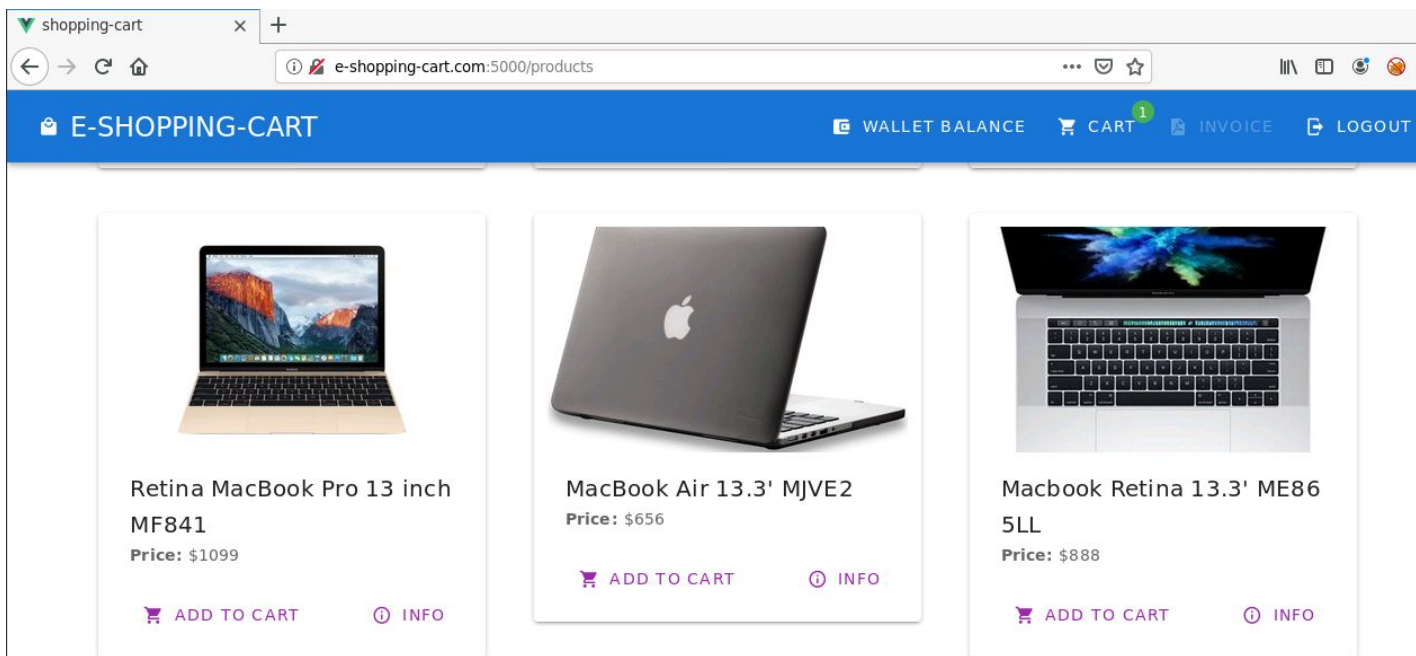 shopping-cart
e-shopping-cart.com:5000/products
E-SHOPPING-CART
WALLET BALANCE
CART 1
INVOICE
LOGOUT
Retina MacBook Pro 13 inch
MF841
Price: $1099
ADD TO CART
INFO
MacBook Air 13.3' MJVE2
Price: $656
ADD TO CART
INFO
Macbook Retina 13.3' ME86
5LL
Price: $888
ADD TO CART
INFO